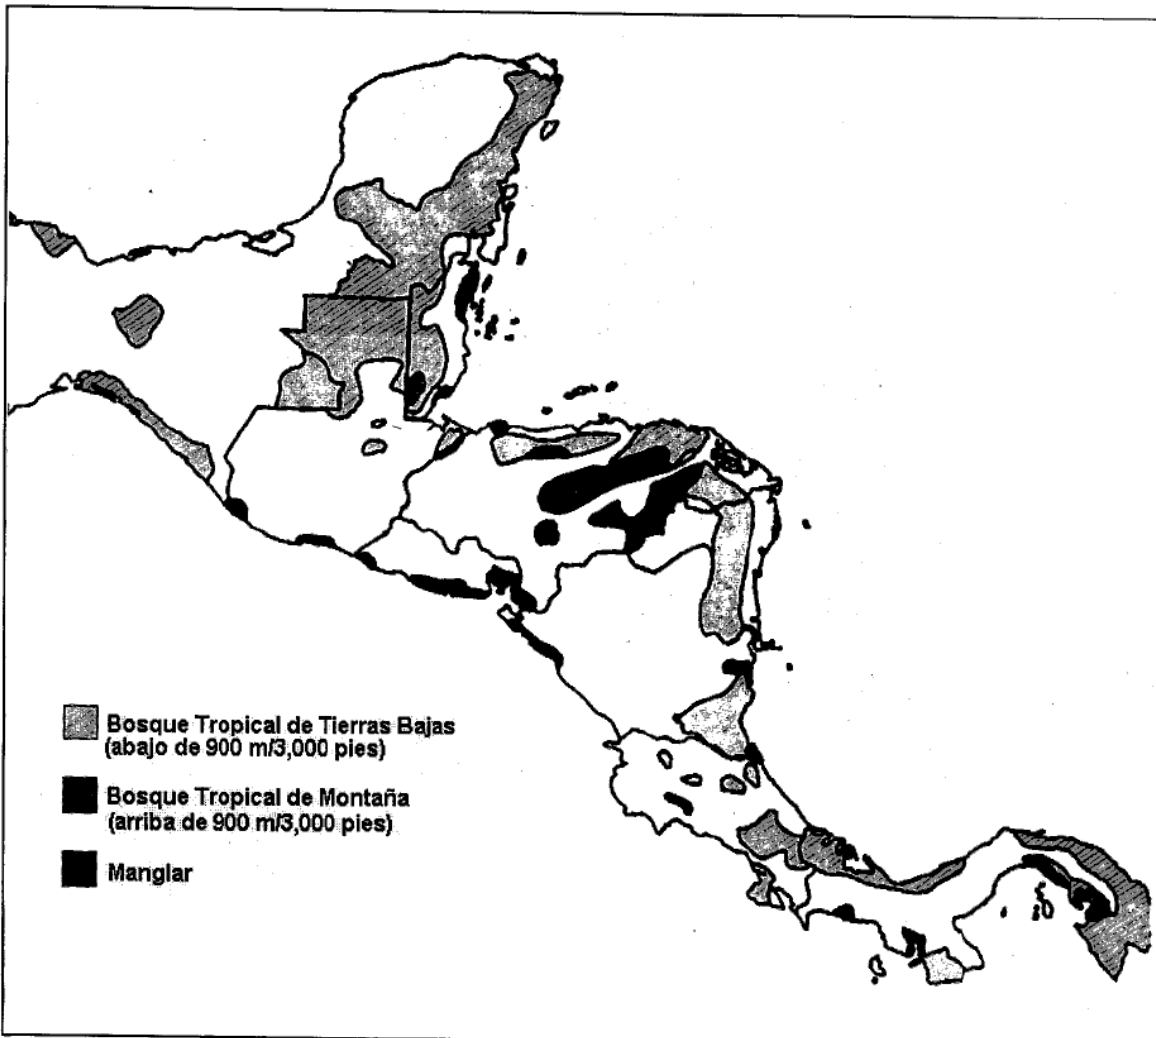 Bosque Tropical de Tierras Bajas
(abajo de 900 m/3,000 pies)
Bosque Tropical de Montaña
(arriba de 900 m/3,000 pies)
Manglar